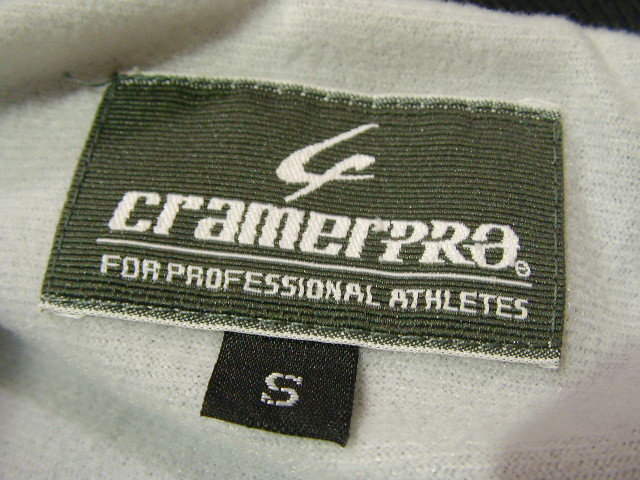 cramerPRO®
FOR PROFESSIONAL ATHLETES
S